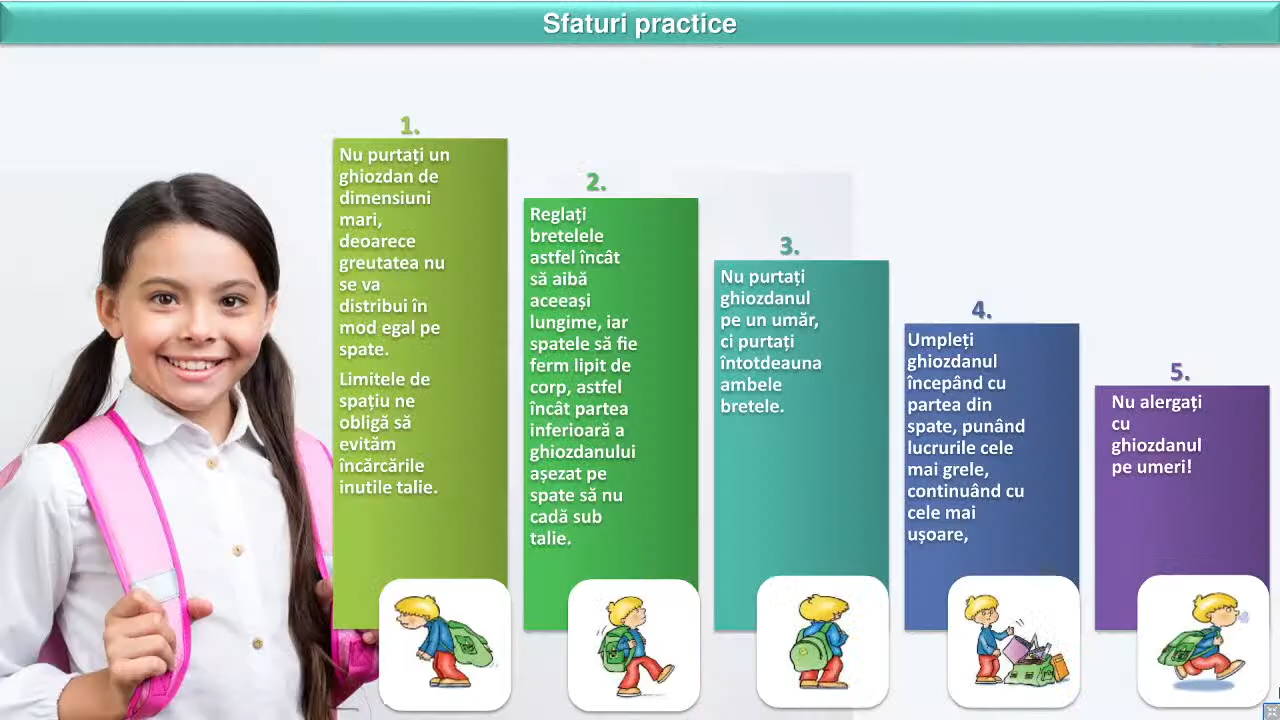 Sfaturi practice
1.
Nu purtați un
ghiozdan de
dimensiuni
mari,
deoarece
greutatea nu
se va
distribui în
mod egal pe
spate.
Limitele de
spațiu ne
obligă să
evităm
încărcările
inutile talie.
2.
Reglați
bretelele
astfel încât
să aibă
aceeași
lungime, iar
spatele să fie
ferm lipit de
corp, astfel
încât partea
inferioară a
ghiozdanului
așezat pe
spate să nu
cadă sub
talie.
3.
Nu purtați
ghiozdanul
pe un umăr,
ci purtați
întotdeauna
ambele
bretele.
4.
Umpleți
ghiozdanul
începând cu
partea din
spate, punând
lucrurile cele
mai grele,
continuând cu
cele mai
ușoare,
5.
Nu alergați
cu
ghiozdanul
pe umeri!